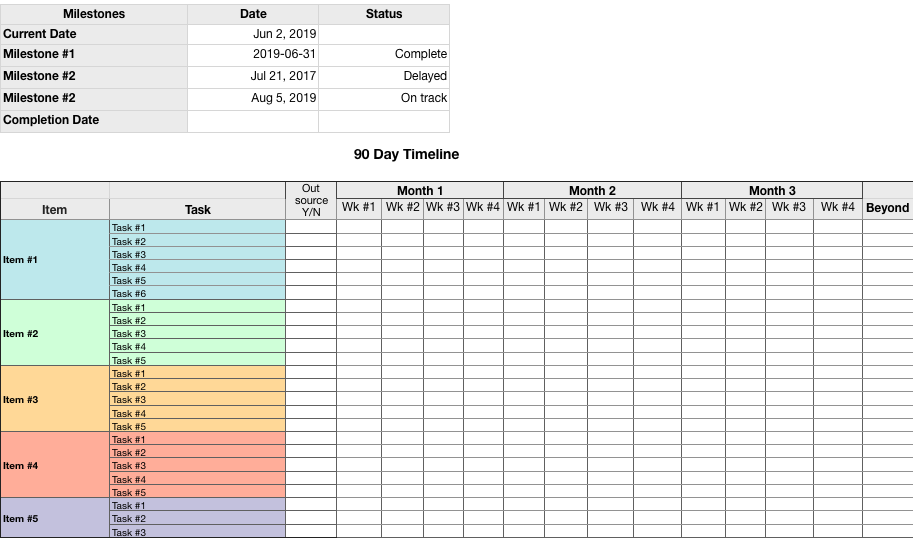 Milestones Date Status
Current Date Jun 2, 2019
Milestone #1 2019-06-31 Complete
Milestone #2 Jul 21, 2017 Delayed
Milestone #2 Aug 5, 2019 On track
Completion Date
90 Day Timeline
Out source Y/N Month 1 Month 2 Month 3
Item Task Wk #1 Wk #2 Wk #3 Wk #4 Wk #1 Wk #2 Wk #3 Wk #4 Wk #1 Wk #2 Wk #3 Wk #4 Beyond
Item #1
Task #1
Task #2
Task #3
Task #4
Task #5
Task #6
Item #2
Task #1
Task #2
Task #3
Task #4
Task #5
Item #3
Task #1
Task #2
Task #3
Task #4
Task #5
Item #4
Task #1
Task #2
Task #3
Task #4
Task #5
Item #5
Task #1
Task #2
Task #3